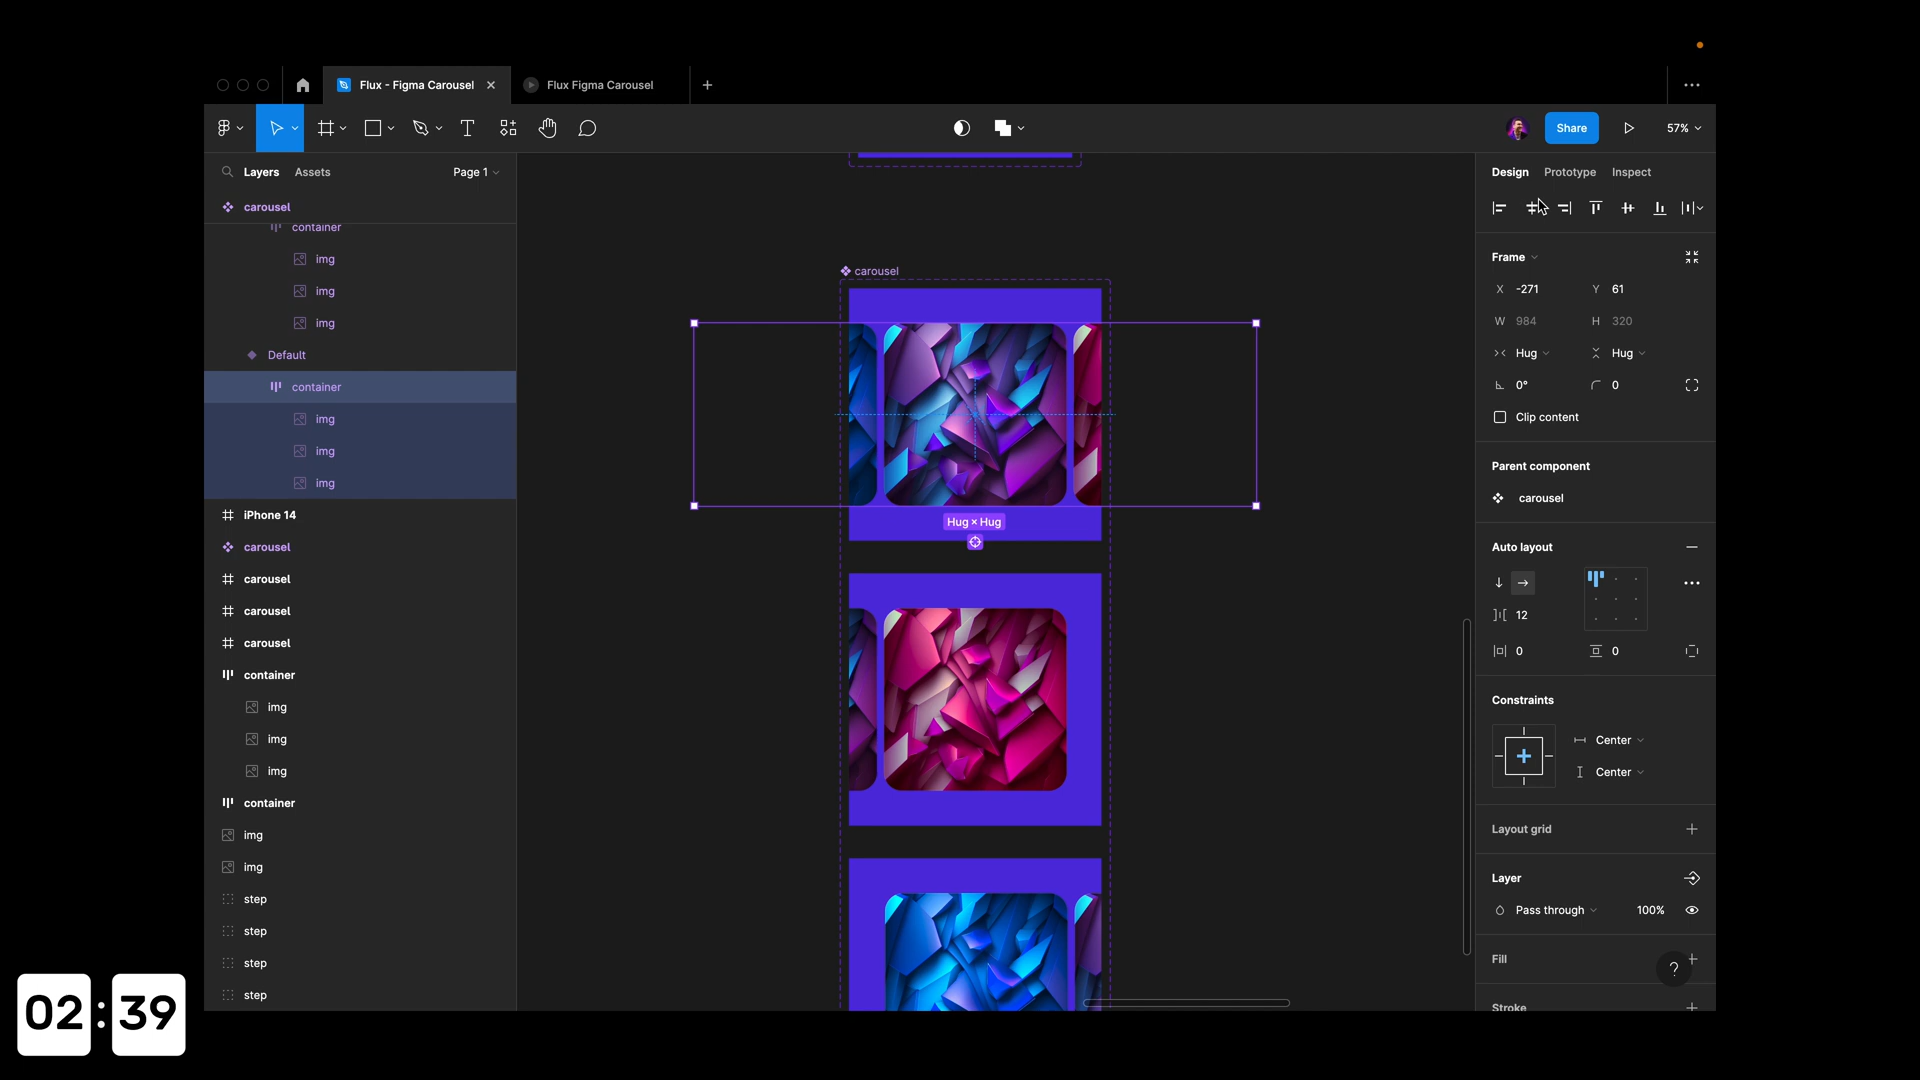 Flux - Figma Carousel
Flux Figma Carousel
Share
57%
Layers
Assets
Page 1
carousel
container
img
img
img
Default
container
img
img
img
iPhone 14
carousel
carousel
carousel
carousel
container
img
img
img
container
img
img
step
step
step
step
carousel
Hug × Hug
Design
Prototype
Inspect
Frame
X -271
Y 61
W 984
H 320
Hug
Hug
0°
0
Clip content
Parent component
carousel
Auto layout
12
0
0
Constraints
Center
Center
Layout grid
Layer
Pass through
100%
Fill
?
Stroke
02:39